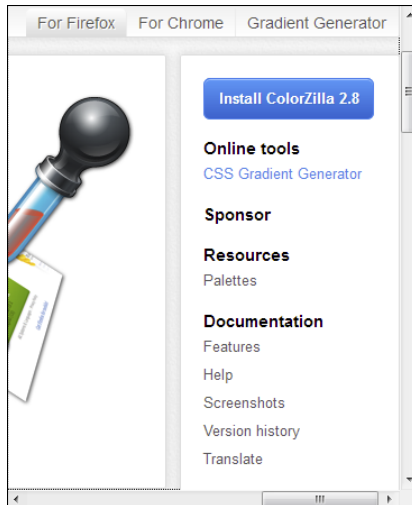 For Firefox For Chrome Gradient Generator
Install ColorZilla 2.8
Online tools
CSS Gradient Generator
Sponsor
Resources
Palettes
Documentation
Features
Help
Screenshots
Version history
Translate